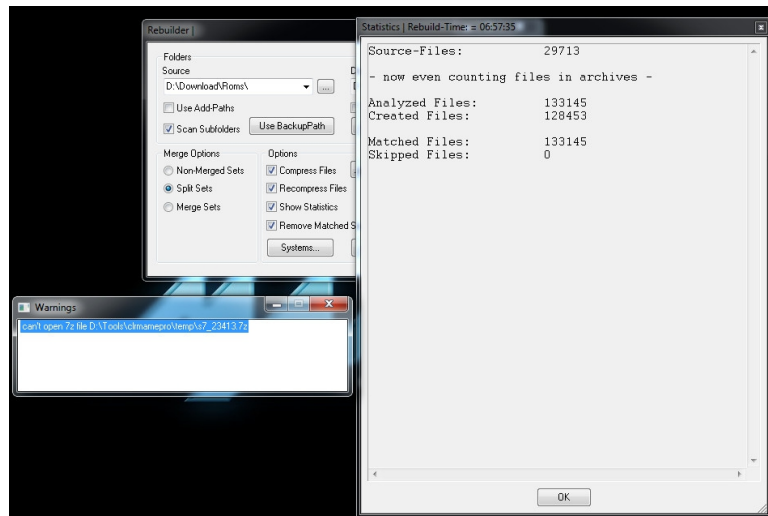 Rebuilder |
Folders
Source
D:\Download\Roms\
...
Use Add-Paths
Scan Subfolders
Use BackupPath
Merge Options
Non-Merged Sets
Split Sets
Merge Sets
Options
Compress Files
Recompress Files
Show Statistics
Remove Matched S
Systems...
Statistics | Rebuild-Time: = 06:57:35
Source-Files: 29713
- now even counting files in archives -
Analyzed Files: 133145
Created Files: 128453
Matched Files: 133145
Skipped Files: 0
OK
Warnings
can't open 7z file D:\Tools\clrmamepro\temp\s7_23413.7z